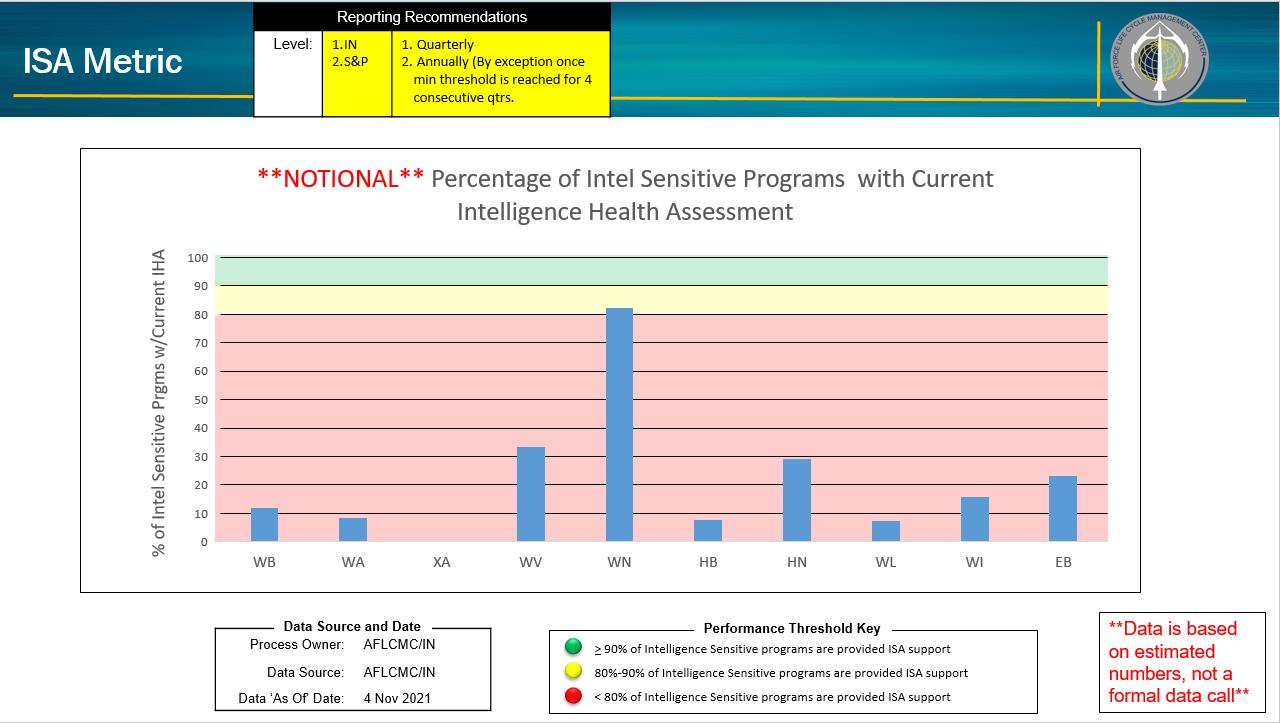 Reporting Recommendations
ISA Metric
Level:
1.IN
2.S&P
1. Quarterly
2. Annually (By exception once
min threshold is reached for 4
consecutive qtrs.
AIR FORCE LIFE CYCLE MANAGEMENT CENTER
**NOTIONAL** Percentage of Intel Sensitive Programs with Current
Intelligence Health Assessment
% of Intel Sensitive Prgms w/Current IHA
100
90
80
70
60
50
40
30
20
10
0
WB WA XA WV WN HB HN WL WI EB
Data Source and Date
Process Owner: AFLCMC/IN
Data Source: AFLCMC/IN
Data ‘As Of’ Date: 4 Nov 2021
Performance Threshold Key
≥ 90% of Intelligence Sensitive programs are provided ISA support
80%-90% of Intelligence Sensitive programs are provided ISA support
< 80% of Intelligence Sensitive programs are provided ISA support
**Data is based
on estimated
numbers, not a
formal data call**